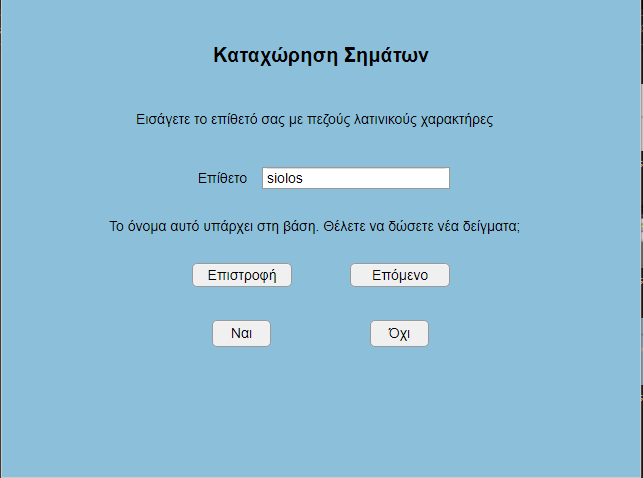 Καταχώρηση Σημάτων
Εισάγετε το επίθετό σας με πεζούς λατινικούς χαρακτήρες
Επίθετο siolos
Το όνομα αυτό υπάρχει στη βάση. Θέλετε να δώσετε νέα δείγματα;
Επιστροφή Επόμενο
Ναι Όχι